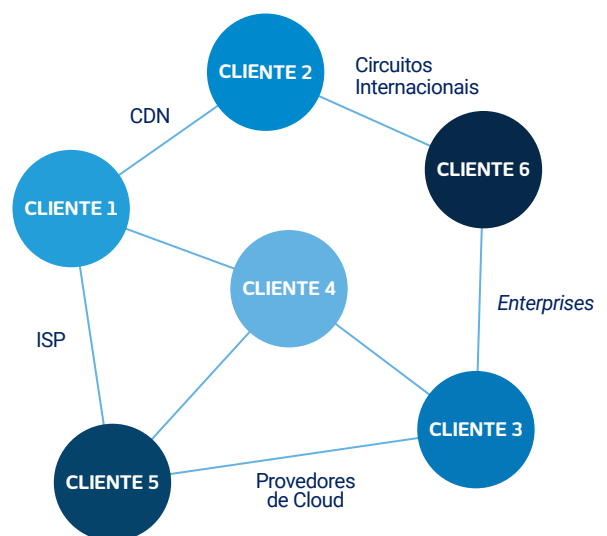 CLIENTE 2
Circuitos
Internacionais
CDN
CLIENTE 6
CLIENTE 1
CLIENTE 4
Enterprises
ISP
CLIENTE 3
CLIENTE 5
Provedores
de Cloud